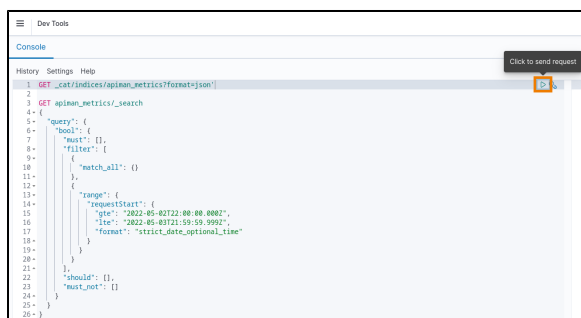 Dev Tools
Console
Click to send request
History Settings Help
1 GET _cat/indices/apiman_metrics?format=json'
2
3 GET apiman_metrics/_search
4 {
5 "query": {
6 "bool": {
7 "must": [],
8 "filter": [
9 {
10 "match_all": {}
11 },
12 {
13 "range": {
14 "requestStart": {
15 "gte": "2022-05-02T22:00:00.000Z",
16 "lte": "2022-05-03T21:59:59.999Z",
17 "format": "strict_date_optional_time"
18 }
19 }
20 }
21 ],
22 "should": [],
23 "must_not": []
24 }
25 }
26 }